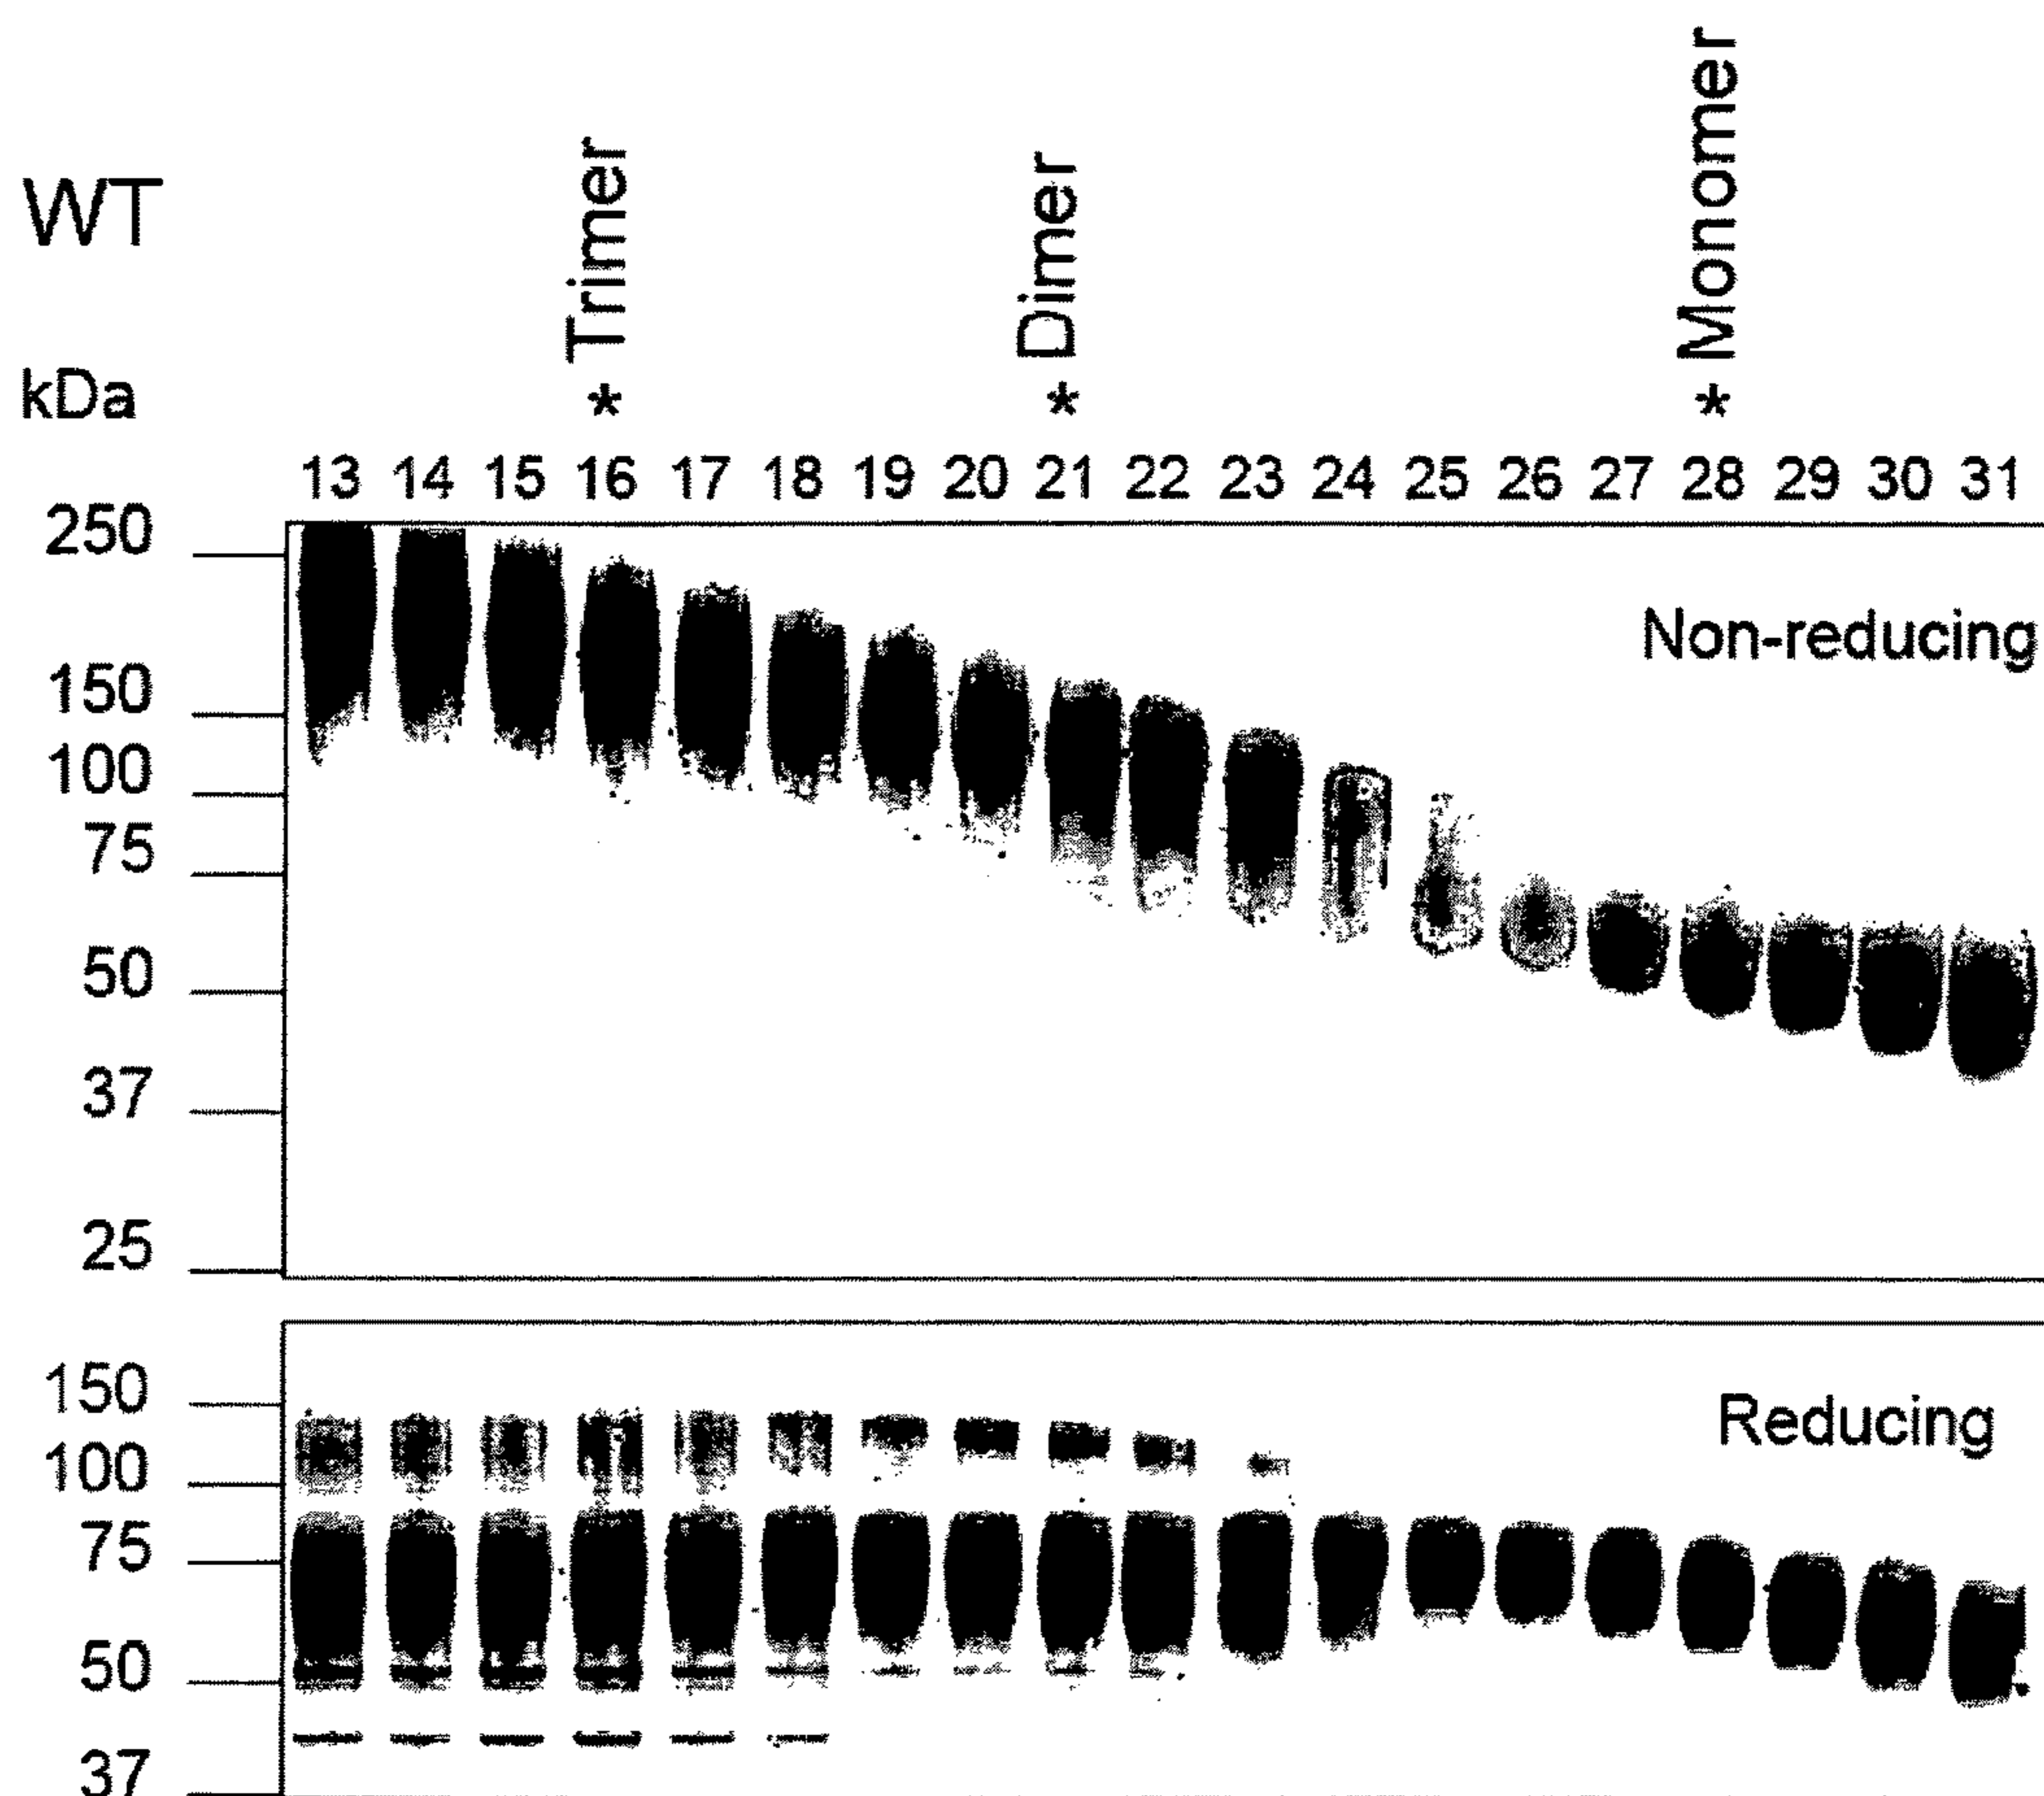 WT
* Trimer
* Dimer
* Monomer
kDa
13 14 15 16 17 18 19 20 21 22 23 24 25 26 27 28 29 30 31
250
Non-reducing
150
100
75
50
37
25
150
Reducing
100
75
50
37